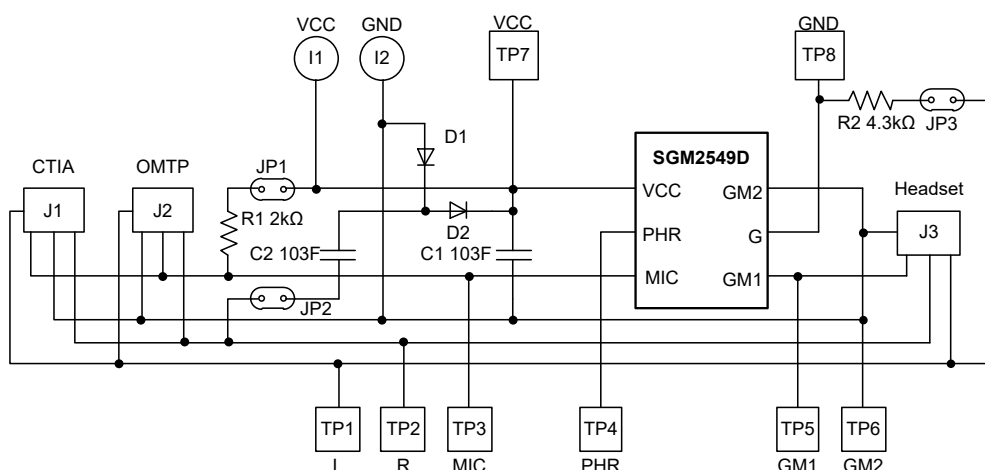 VCC
GND
VCC
GND
I1
I2
TP7
TP8
R2 4.3kΩ
JP3
D1
SGM2549D
CTIA
OMTP
JP1
Headset
J1
J2
R1 2kΩ
D2
VCC
GM2
J3
C2 103F
C1 103F
PHR
G
MIC
GM1
JP2
TP1
TP2
TP3
TP4
TP5
TP6
L
R
MIC
PHR
GM1
GM2